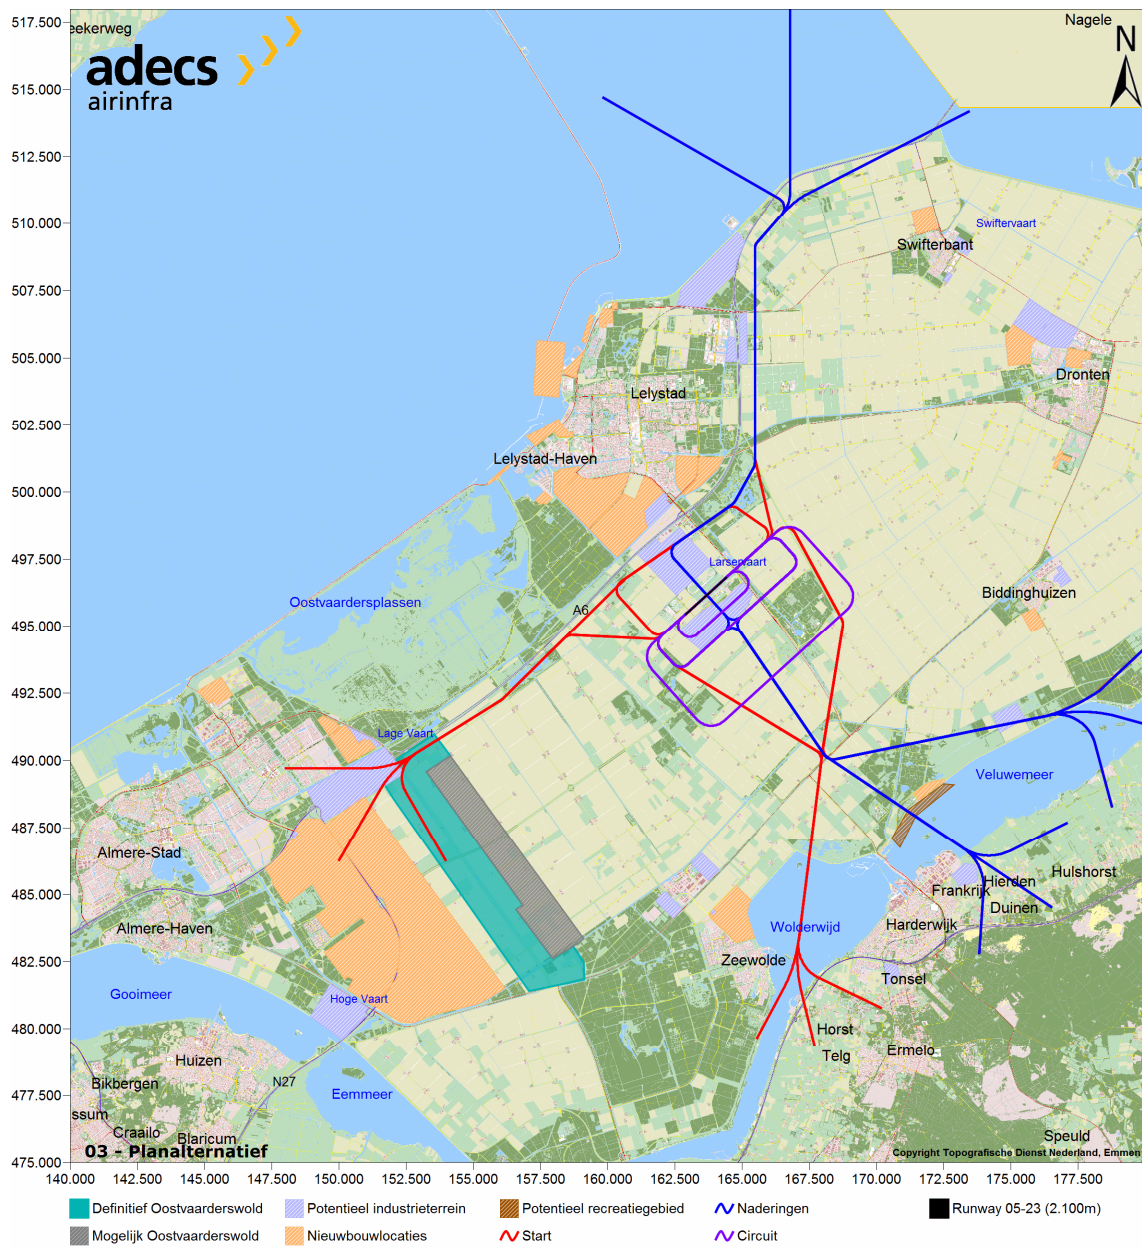 517.500
eekerweg
Nagele
N
adecs
airinfra
515.000
512.500
510.000
Swiftervaart
Swifterbant
507.500
505.000
Dronten
Lelystad
502.500
Lelystad-Haven
500.000
497.500
Larservaart
Biddinghuizen
Oostvaardersplassen
A6
495.000
492.500
Lage Vaart
490.000
Veluwemeer
487.500
Almere-Stad
485.000
Hulshorst
Hierden
Frankrijk
Duinen
Almere-Haven
Wolderwijd
Harderwijk
482.500
Zeewolde
Tonsel
Gooimeer
Hoge Vaart
480.000
Horst
Telg
Ermelo
Huizen
477.500
Bikbergen
N27
Eemmeer
ssum
Craailo
Blaricum
Speuld
03 - Planalternatief
Copyright Topografische Dienst Nederland, Emmen
475.000
140.000 142.500 145.000 147.500 150.000 152.500 155.000 157.500 160.000 162.500 165.000 167.500 170.000 172.500 175.000 177.500
Definitief Oostvaarderswold Potentieel industrieterrein Potentieel recreatiegebied Naderingen Runway 05-23 (2.100m)
Mogelijk Oostvaarderswold Nieuwbouwlocaties Start Circuit